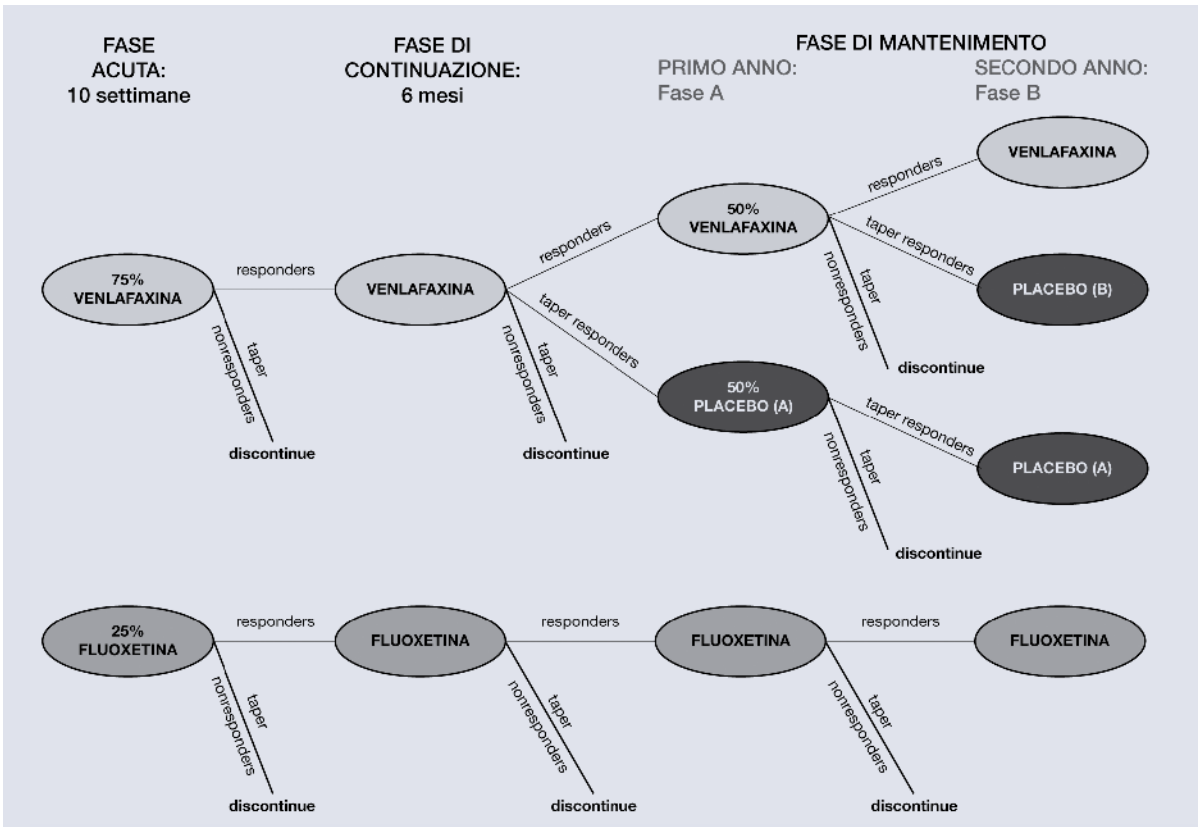 FASE
ACUTA:
10 settimane
FASE DI
CONTINUAZIONE:
6 mesi
FASE DI MANTENIMENTO
PRIMO ANNO:
Fase A
SECONDO ANNO:
Fase B
75%
VENLAFAXINA
responders
taper
nonresponders
discontinue
VENLAFAXINA
responders
taper responders
taper
nonresponders
discontinue
50%
VENLAFAXINA
responders
taper responders
taper
nonresponders
discontinue
VENLAFAXINA
PLACEBO (B)
50%
PLACEBO (A)
taper responders
taper
nonresponders
discontinue
PLACEBO (A)
25%
FLUOXETINA
responders
taper
nonresponders
discontinue
FLUOXETINA
responders
taper
nonresponders
discontinue
FLUOXETINA
responders
taper
nonresponders
discontinue
FLUOXETINA